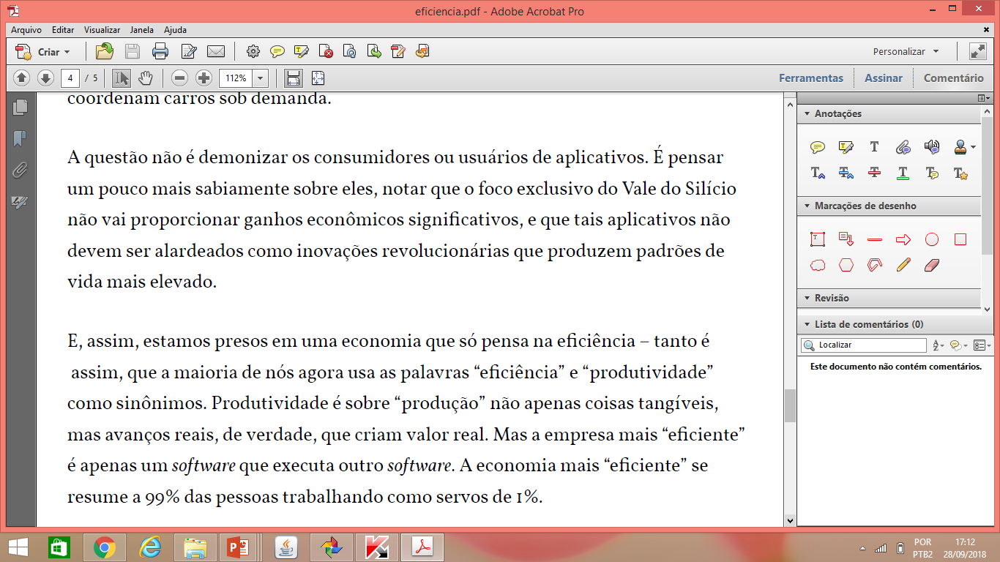 eficiencia.pdf - Adobe Acrobat Pro
Arquivo Editar Visualizar Janela Ajuda
Criar
Personalizar
4 / 5
112%
Ferramentas Assinar Comentário
coordenam carros sob demanda.
A questão não é demonizar os consumidores ou usuários de aplicativos. É pensar
um pouco mais sabiamente sobre eles, notar que o foco exclusivo do Vale do Silício
não vai proporcionar ganhos econômicos significativos, e que tais aplicativos não
devem ser alardeados como inovações revolucionárias que produzem padrões de
vida mais elevado.
E, assim, estamos presos em uma economia que só pensa na eficiência – tanto é
assim, que a maioria de nós agora usa as palavras “eficiência” e “produtividade”
como sinônimos. Produtividade é sobre “produção” não apenas coisas tangíveis,
mas avanços reais, de verdade, que criam valor real. Mas a empresa mais “eficiente”
é apenas um software que executa outro software. A economia mais “eficiente” se
resume a 99% das pessoas trabalhando como servos de 1%.
Anotações
Marcações de desenho
Revisão
Lista de comentários (0)
Localizar
Este documento não contém comentários.
POR
PTB2
17:12
28/09/2018